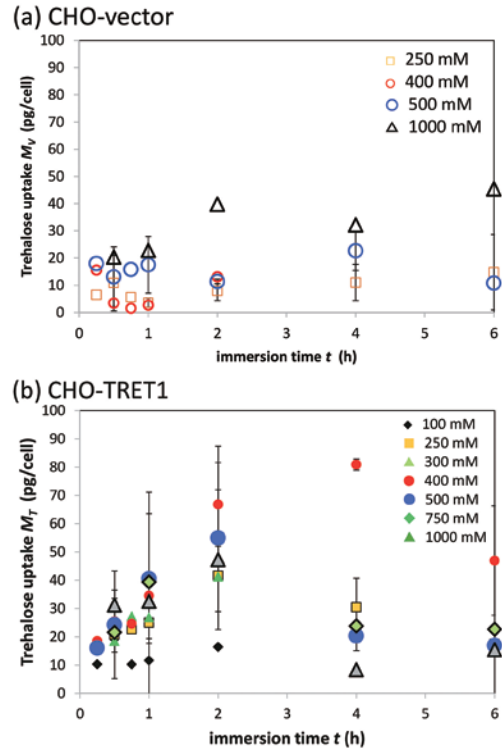 (a) CHO-vector
100
90
80
70
60
50
40
30
20
10
0
Trehalose uptake Mᵥ (pg/cell)
250 mM
400 mM
500 mM
1000 mM
0 1 2 3 4 5 6
immersion time t (h)
(b) CHO-TRET1
100
90
80
70
60
50
40
30
20
10
0
Trehalose uptake M_T (pg/cell)
100 mM
250 mM
300 mM
400 mM
500 mM
750 mM
1000 mM
0 1 2 3 4 5 6
immersion time t (h)